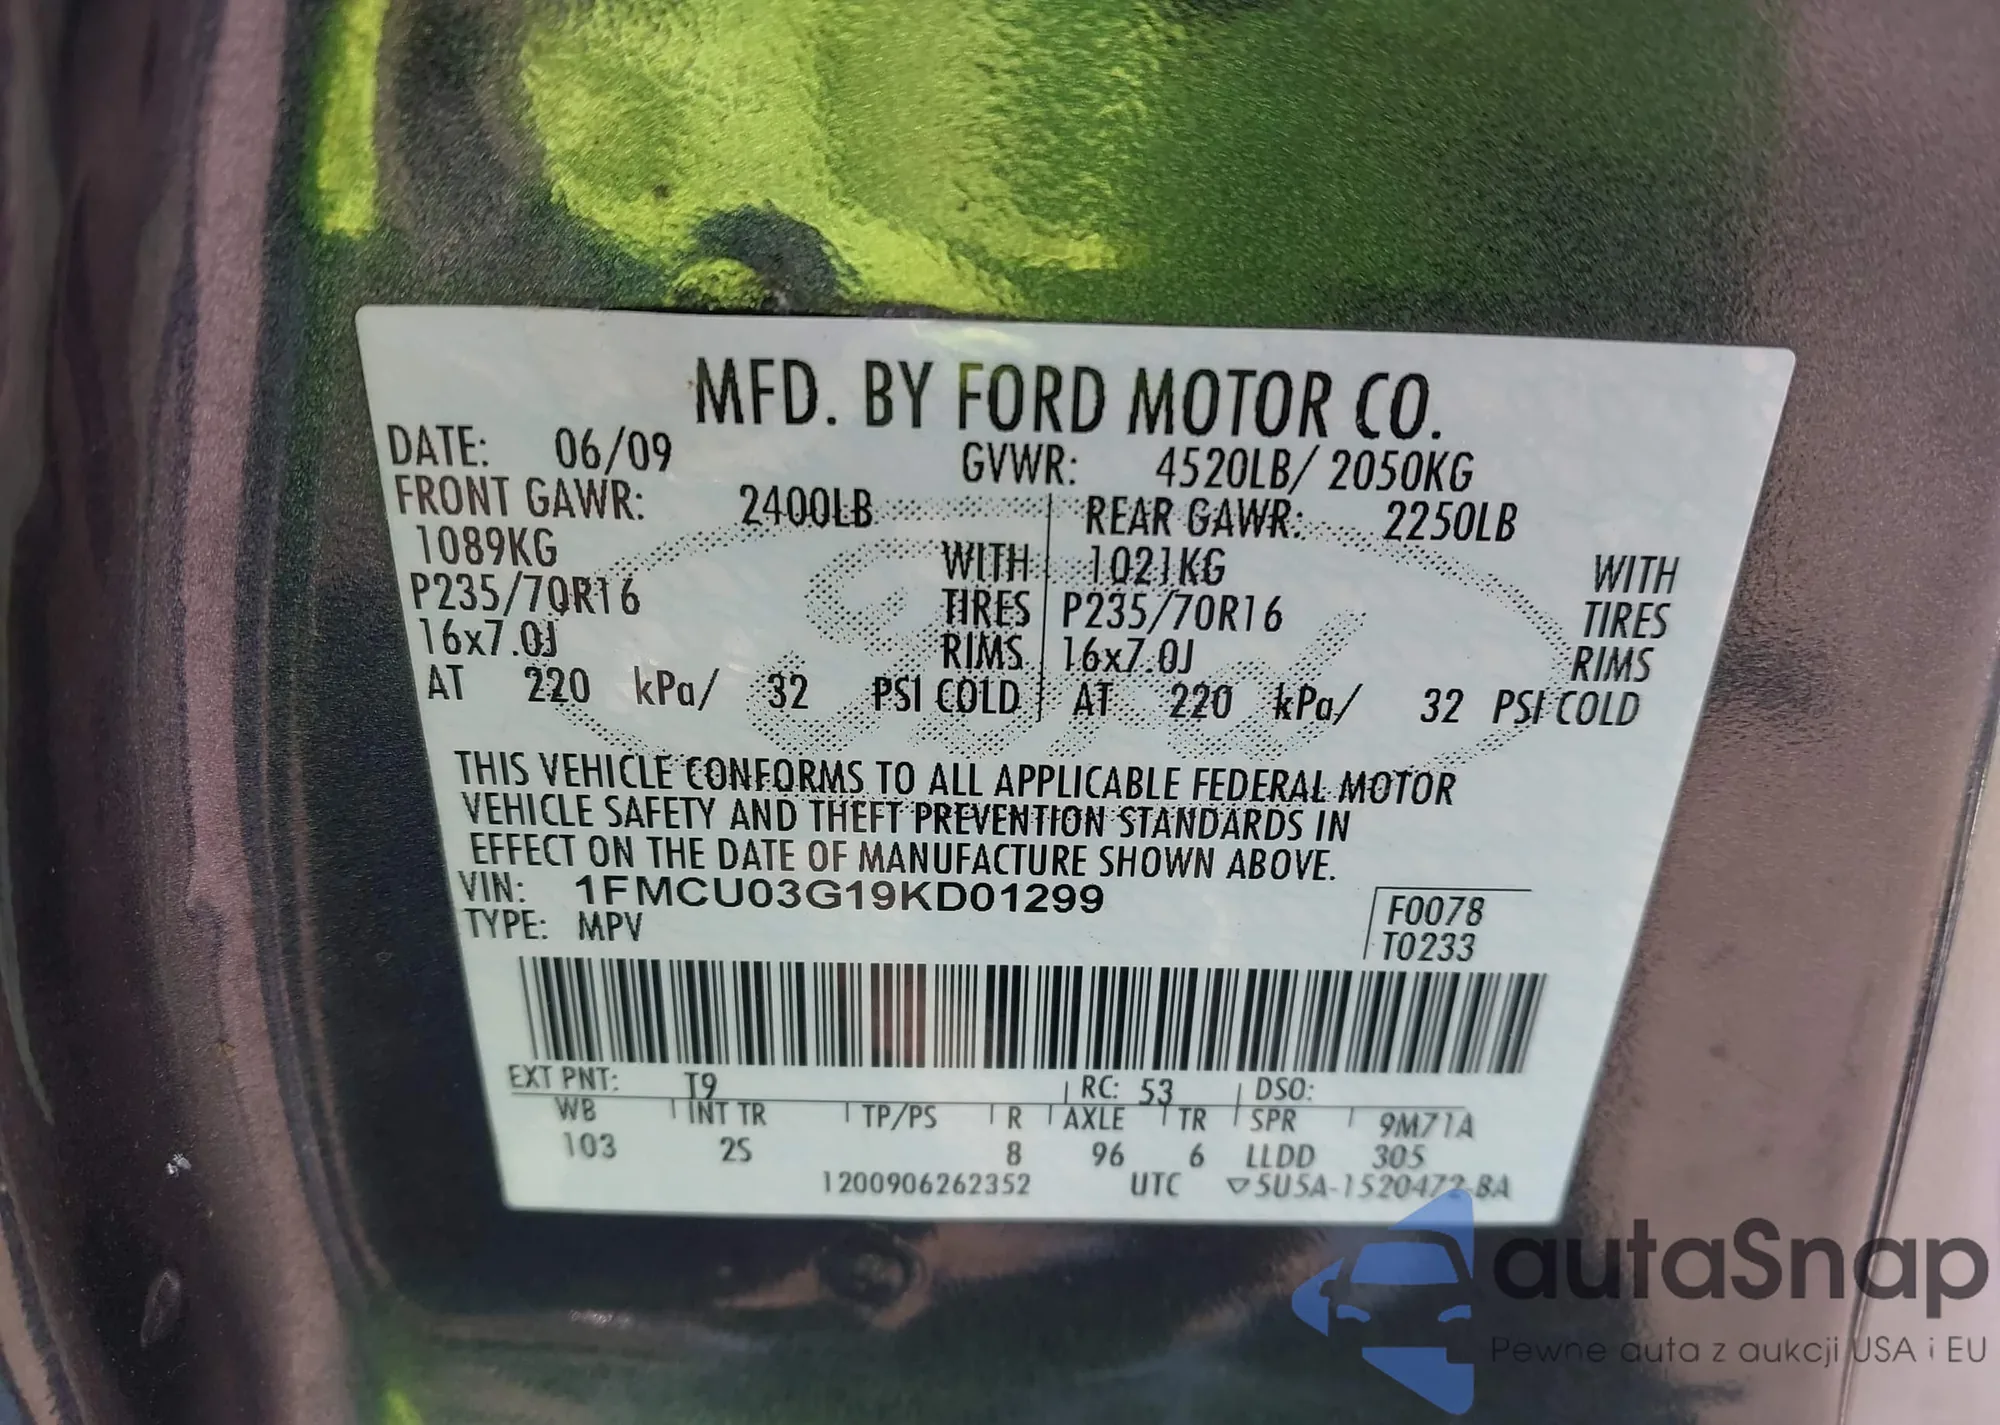 MFD. BY FORD MOTOR CO.
DATE: 06/09 GVWR: 4520LB/ 2050KG
FRONT GAWR: 2400LB REAR GAWR: 2250LB
1089KG WITH 1021KG WITH
P235/70R16 TIRES P235/70R16 TIRES
16x7.0J RIMS 16x7.0J RIMS
AT 220 kPa/ 32 PSI COLD AT 220 kPa/ 32 PSI COLD
THIS VEHICLE CONFORMS TO ALL APPLICABLE FEDERAL MOTOR
VEHICLE SAFETY AND THEFT PREVENTION STANDARDS IN
EFFECT ON THE DATE OF MANUFACTURE SHOWN ABOVE.
VIN: 1FMCU03G19KD01299 F0078
TYPE: MPV T0233
EXT PNT: T9 RC: 53 DSO:
WB INT TR TP/PS R AXLE TR SPR 9M71A
103 2S 8 96 6 LLDD 305
1200906262352 UTC ▽5U5A-1520472-BA
autaSnap
Pewne auta z aukcji USA i EU